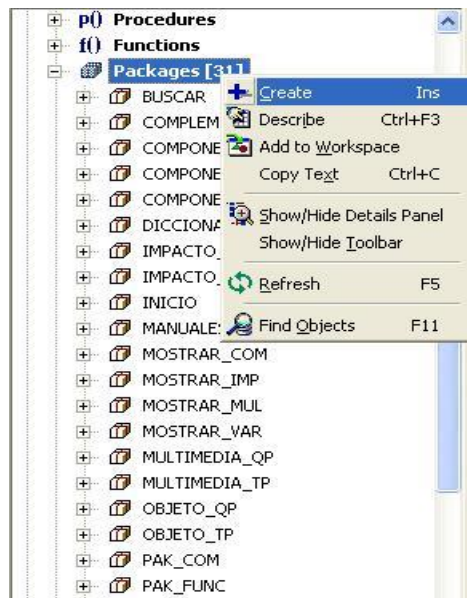 p() Procedures
f() Functions
Packages [31]
BUSCAR
Create Ins
COMPLEM
Describe Ctrl+F3
COMPONE
Add to Workspace
COMPONE
Copy Text Ctrl+C
COMPONE
DICCIONA
Show/Hide Details Panel
IMPACTO_
Show/Hide Toolbar
IMPACTO_
Refresh F5
INICIO
MANUALES
Find Objects F11
MOSTRAR_COM
MOSTRAR_IMP
MOSTRAR_MUL
MOSTRAR_VAR
MULTIMEDIA_QP
MULTIMEDIA_TP
OBJETO_QP
OBJETO_TP
PAK_COM
PAK_FUNC